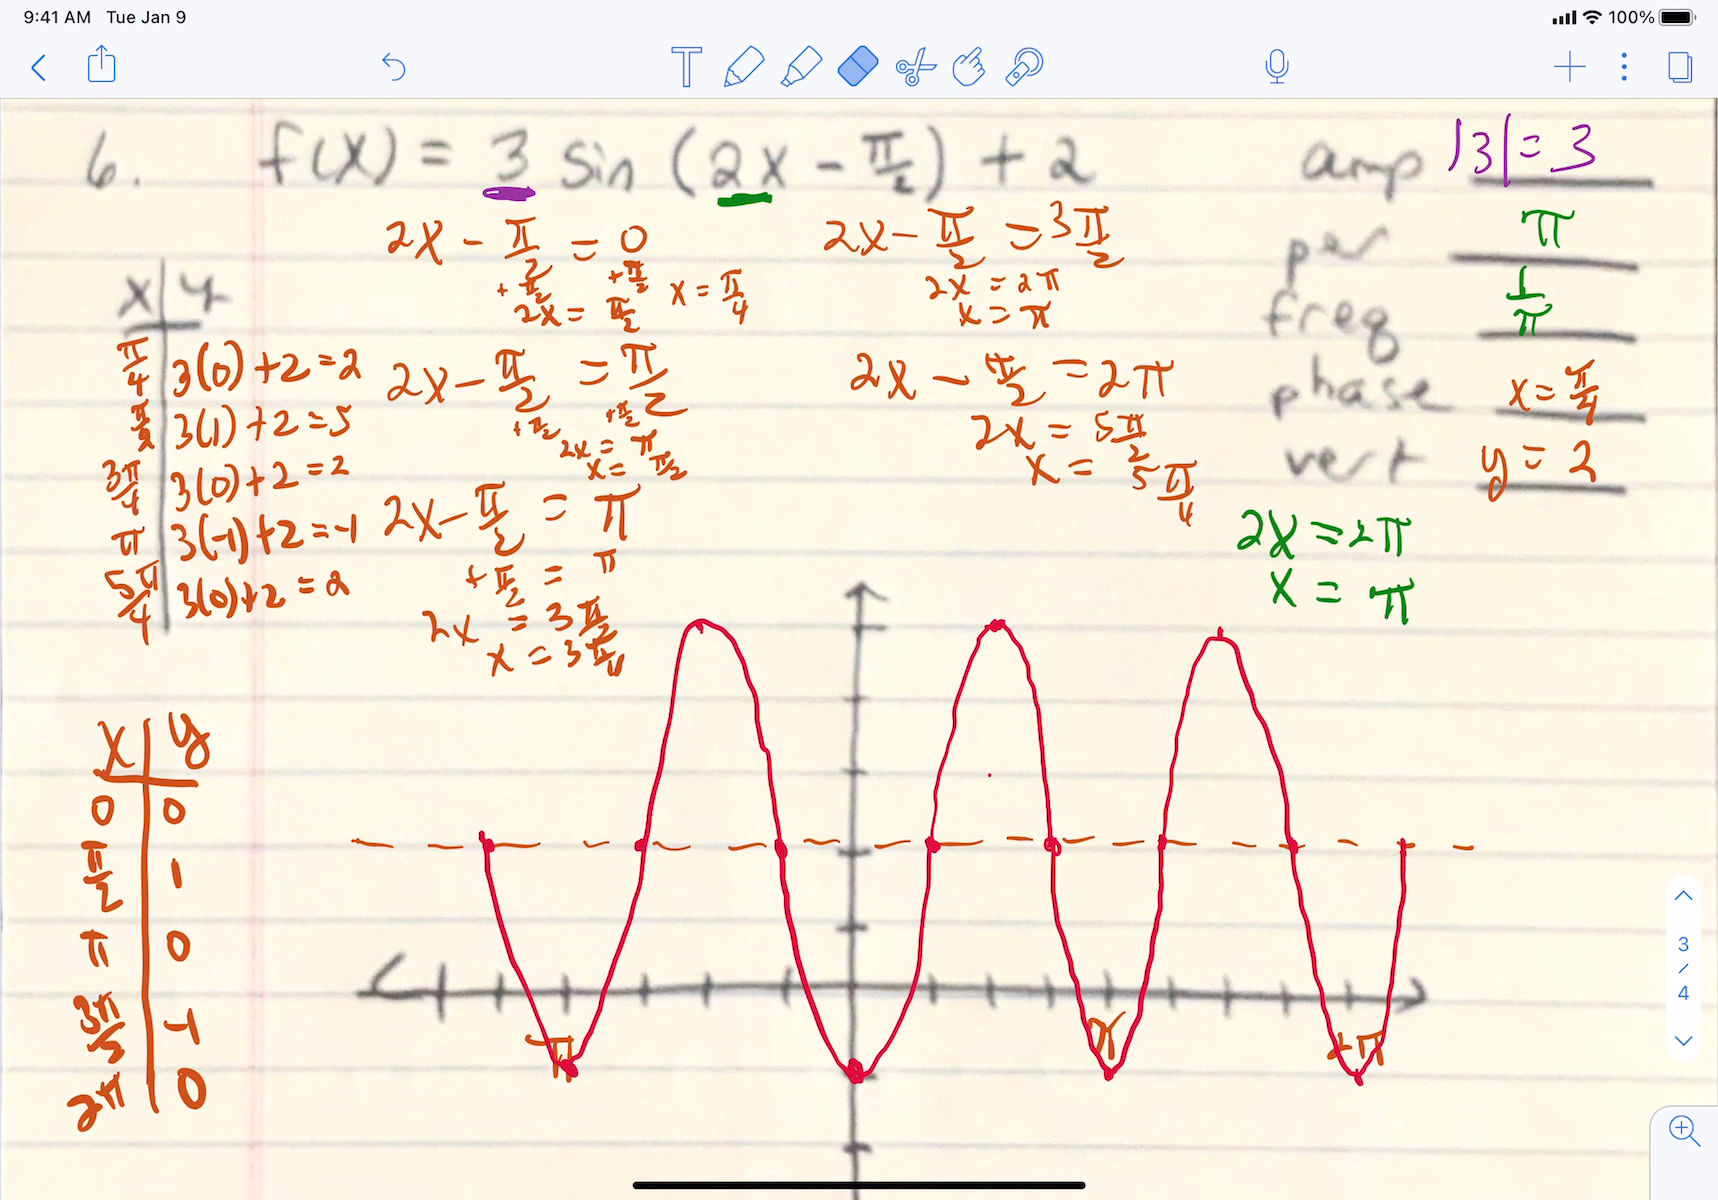 9:41 AM Tue Jan 9
100%
6. f(x) = 3 sin (2x - π/2) + 2
amp |3| = 3
per π
freq 1/π
phase x = π/4
vert y = 2
2x = 2π
x = π
x | y
π/4 | 3(0) + 2 = 2
π/2 | 3(1) + 2 = 5
3π/4 | 3(0) + 2 = 2
π | 3(-1) + 2 = -1
5π/4 | 3(0) + 2 = 2
2x - π/2 = 0
+π/2 +π/2
2x = π/2
x = π/4
2x - π/2 = π/2
+π/2 +π/2
2x = π
x = π/2
2x - π/2 = π
+π/2 = π
2x = 3π/2
x = 3π/4
2x - π/2 = 3π/2
2x = 2π
x = π
2x - π/2 = 2π
2x = 5π/2
x = 5π/4
x | y
0 | 0
π/2 | 1
π | 0
3π/2 | -1
2π | 0
-π
π
2π
3/4